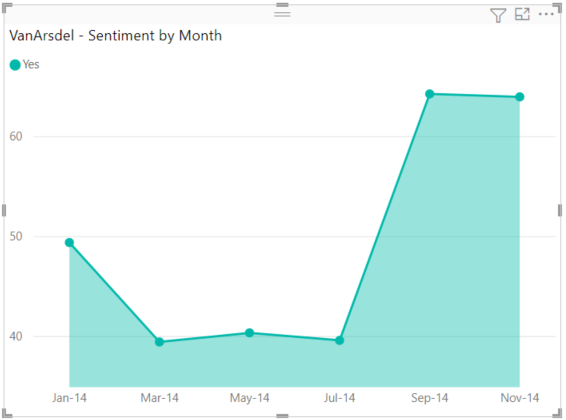 VanArsdel - Sentiment by Month
Yes
60
50
40
Jan-14 Mar-14 May-14 Jul-14 Sep-14 Nov-14